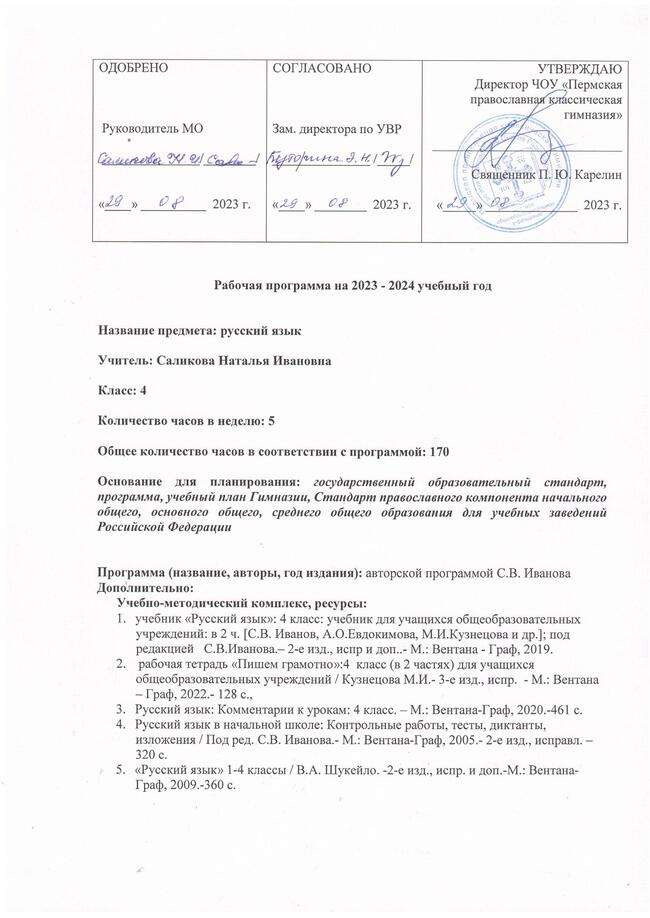 ОДОБРЕНО
Руководитель МО
Саликова Н И
«29» 08 2023 г.
СОГЛАСОВАНО
Зам. директора по УВР
«29» 08 2023 г.
УТВЕРЖДАЮ
Директор ЧОУ «Пермская
православная классическая
гимназия»
Священник П. Ю. Карелин
«29» 08 2023 г.
Рабочая программа на 2023 - 2024 учебный год
Название предмета: русский язык
Учитель: Саликова Наталья Ивановна
Класс: 4
Количество часов в неделю: 5
Общее количество часов в соответствии с программой: 170
Основание для планирования: государственный образовательный стандарт,
программа, учебный план Гимназии, Стандарт православного компонента начального
общего, основного общего, среднего общего образования для учебных заведений
Российской Федерации
Программа (название, авторы, год издания): авторской программой С.В. Иванова
Дополнительно:
Учебно-методический комплекс, ресурсы:
1. учебник «Русский язык»: 4 класс: учебник для учащихся общеобразовательных
учреждений: в 2 ч. [С.В. Иванов, А.О.Евдокимова, М.И.Кузнецова и др.]; под
редакцией С.В.Иванова.– 2-е изд., испр и доп..- М.: Вентана - Граф, 2019.
2. рабочая тетрадь «Пишем грамотно»:4 класс (в 2 частях) для учащихся
общеобразовательных учреждений / Кузнецова М.И.- 3-е изд., испр. - М.: Вентана
– Граф, 2022.- 128 с.,
3. Русский язык: Комментарии к урокам: 4 класс. – М.: Вентана-Граф, 2020.-461 с.
4. Русский язык в начальной школе: Контрольные работы, тесты, диктанты,
изложения / Под ред. С.В. Иванова.- М.: Вентана-Граф, 2005.- 2-е изд., исправл. –
320 с.
5. «Русский язык» 1-4 классы / В.А. Шукейло. -2-е изд., испр. и доп.-М.: Вентана-
Граф, 2009.-360 с.